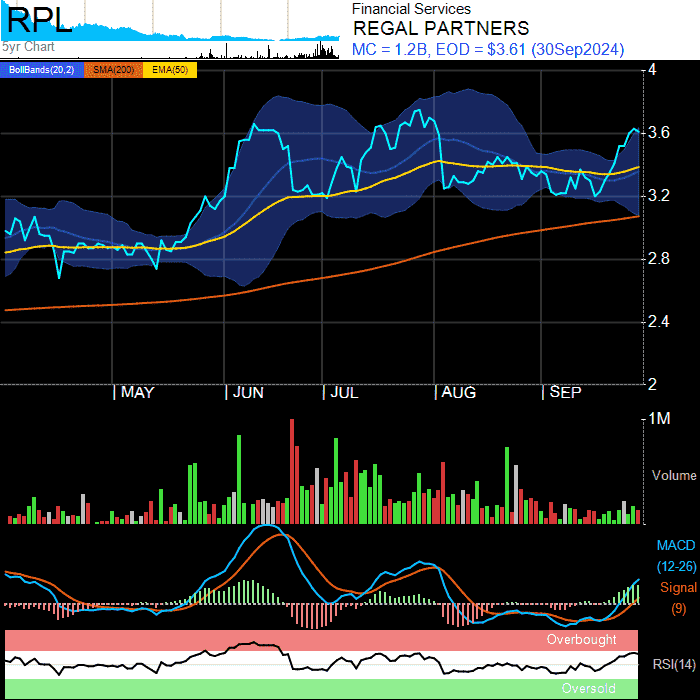 RPL
5yr Chart
Financial Services
REGAL PARTNERS
MC = 1.2B, EOD = $3.61 (30Sep2024)
BollBands(20,2) SMA(200) EMA(50)
4
3.6
3.2
2.8
2.4
2
MAY JUN JUL AUG SEP
1M
Volume
MACD
(12-26)
Signal
(9)
Overbought
RSI(14)
Oversold